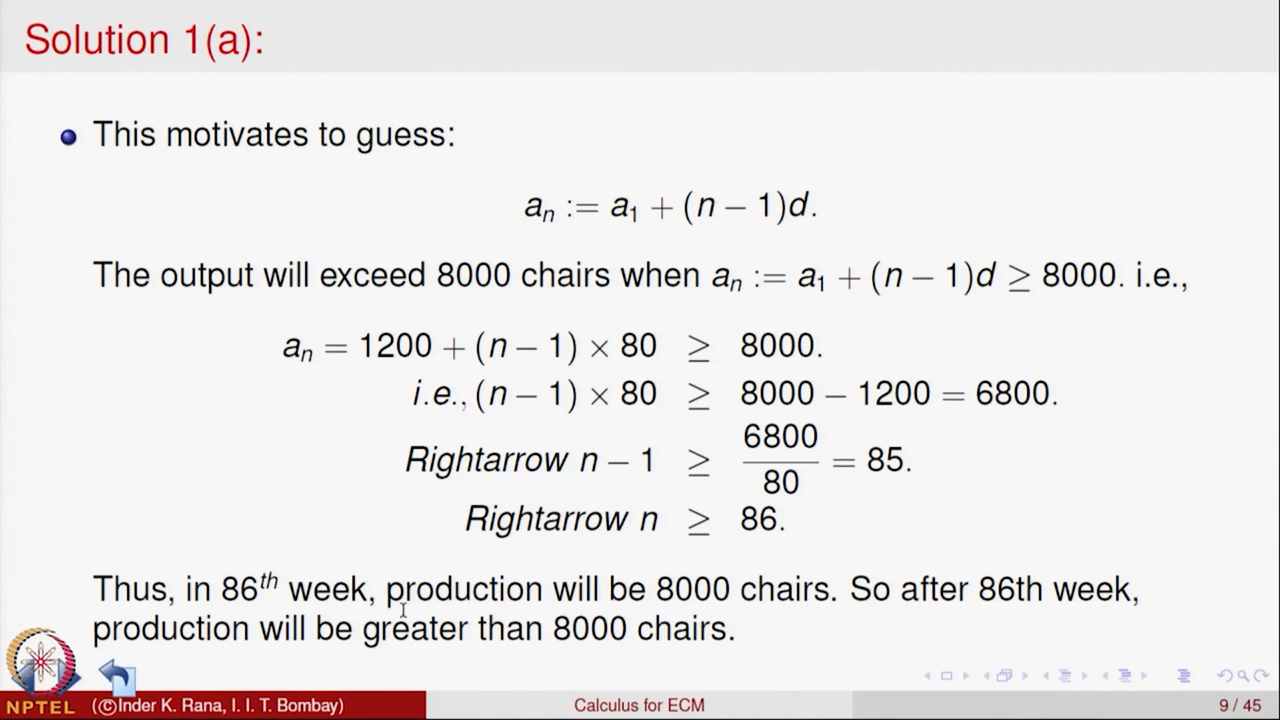 Solution 1(a):
This motivates to guess:
aₙ := a₁ + (n − 1)d.
The output will exceed 8000 chairs when aₙ := a₁ + (n − 1)d ≥ 8000. i.e.,
aₙ = 1200 + (n − 1) × 80 ≥ 8000.
i.e., (n − 1) × 80 ≥ 8000 − 1200 = 6800.
Rightarrow n − 1 ≥ 6800/80 = 85.
Rightarrow n ≥ 86.
Thus, in 86ᵗʰ week, production will be 8000 chairs. So after 86th week,
production will be greater than 8000 chairs.
NPTEL
(©Inder K. Rana, I. I. T. Bombay) Calculus for ECM 9 / 45